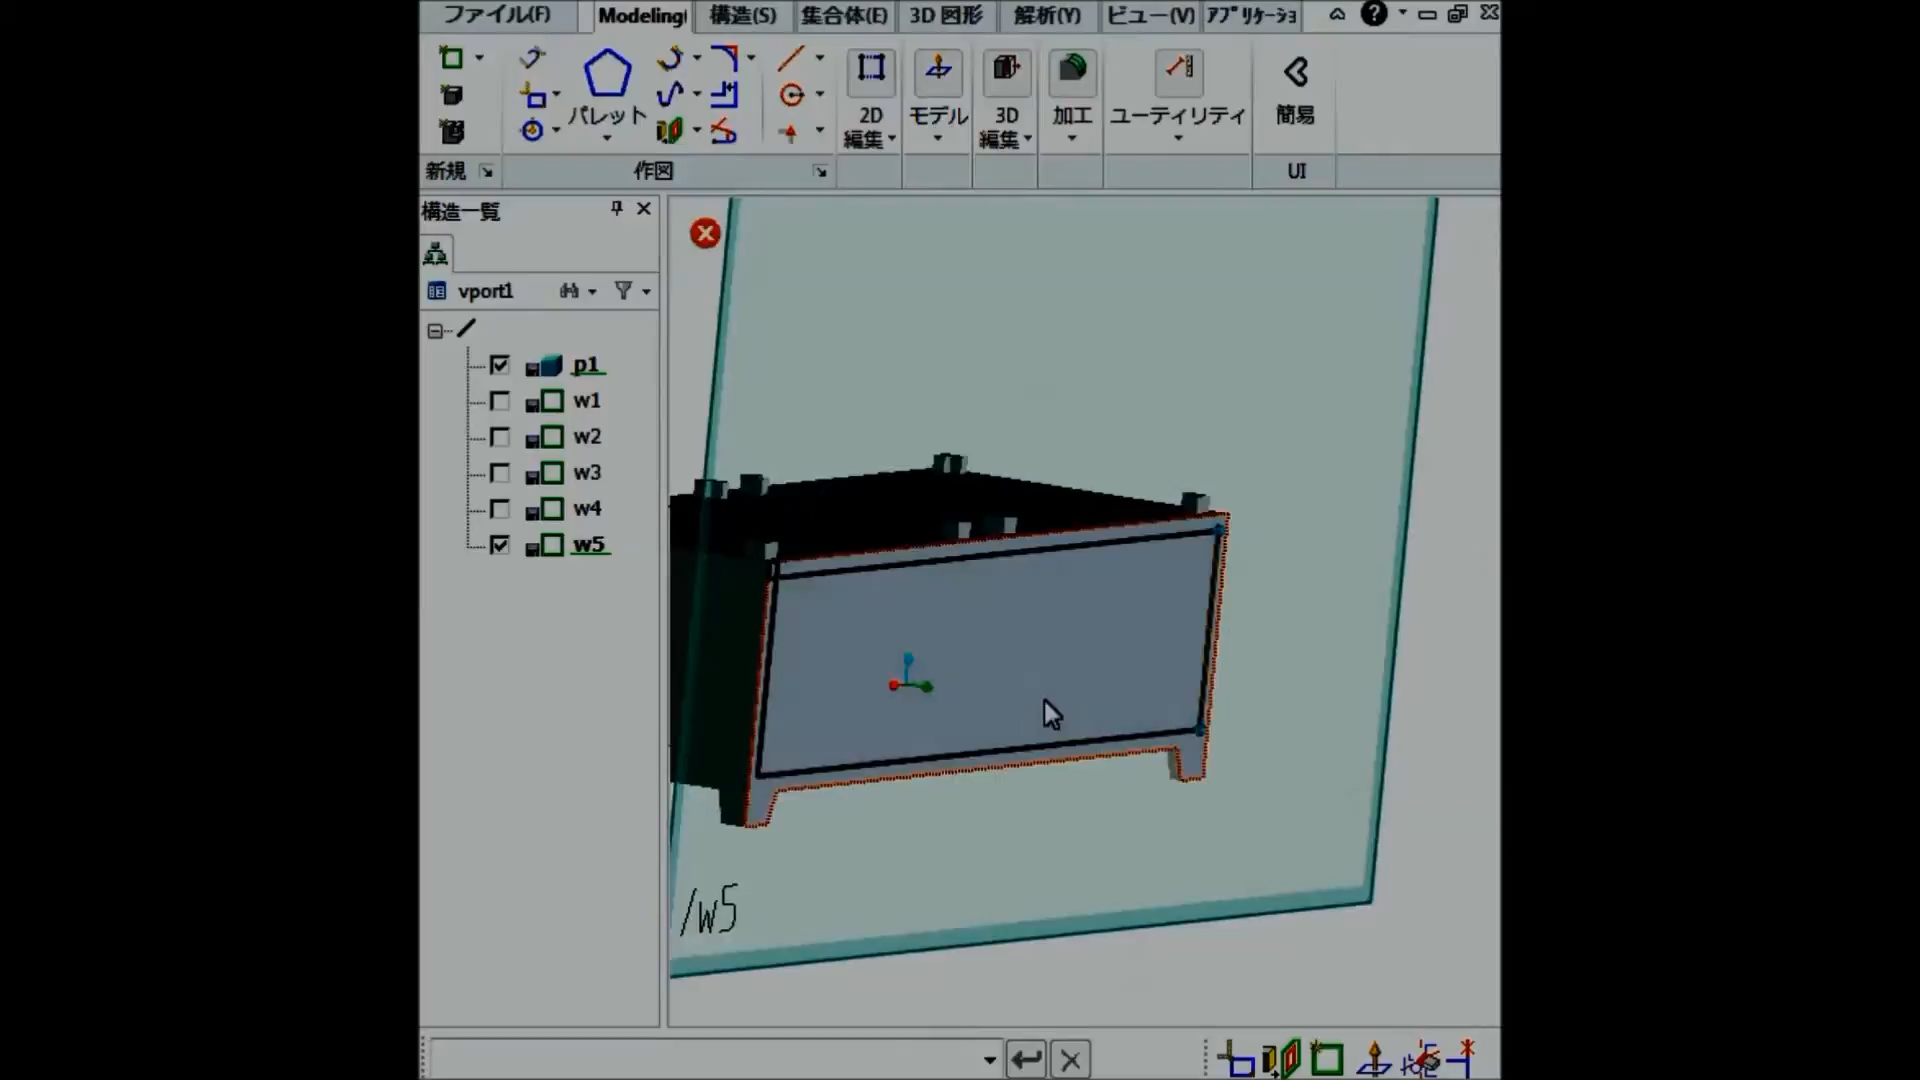 ファイル(F) Modeling( 構造(S) 集合体(E) 3D 図形 解析(Y) ビュー(V) ｱﾌﾟﾘｹｰｼｮ
パレット 2D 編集 モデル 3D 編集 加工 ユーティリティ 簡易
新規 作図 UI
構造一覧
vport1
p1
w1
w2
w3
w4
w5
/w5